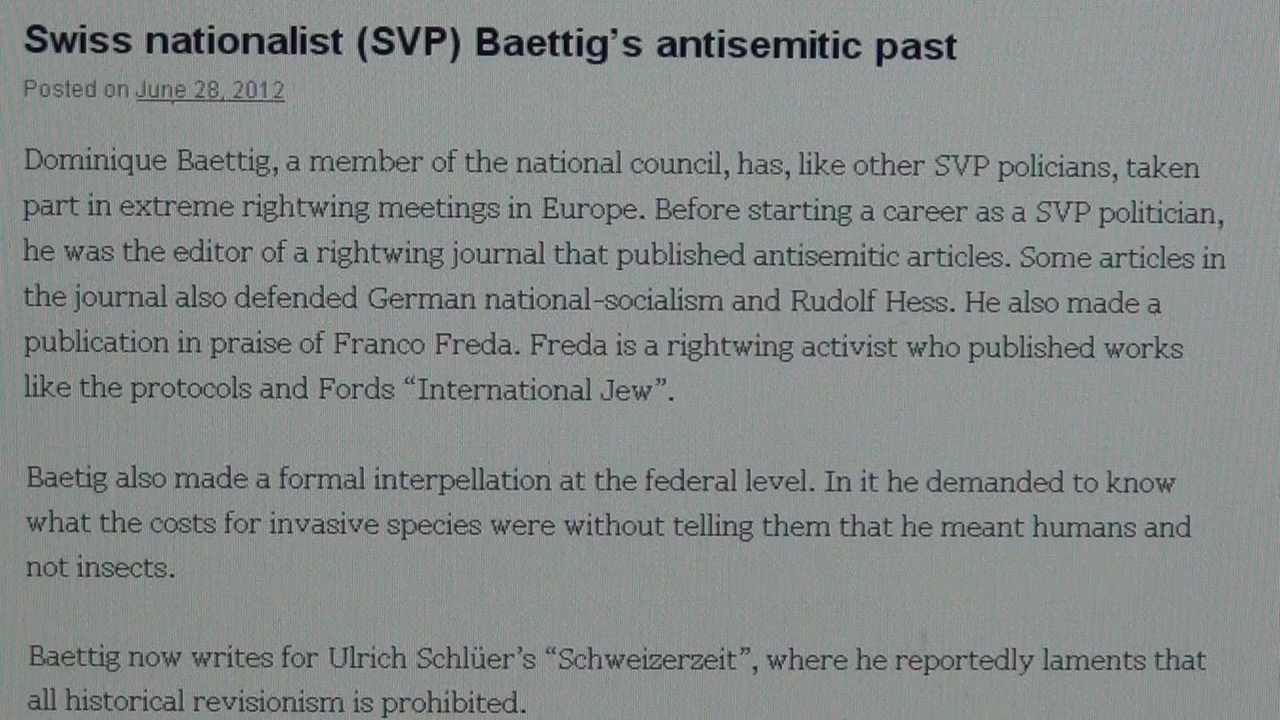 Swiss nationalist (SVP) Baettig's antisemitic past
Posted on June 28, 2012
Dominique Baettig, a member of the national council, has, like other SVP policians, taken
part in extreme rightwing meetings in Europe. Before starting a career as a SVP politician,
he was the editor of a rightwing journal that published antisemitic articles. Some articles in
the journal also defended German national-socialism and Rudolf Hess. He also made a
publication in praise of Franco Freda. Freda is a rightwing activist who published works
like the protocols and Fords “International Jew”.
Baetig also made a formal interpellation at the federal level. In it he demanded to know
what the costs for invasive species were without telling them that he meant humans and
not insects.
Baettig now writes for Ulrich Schlüer’s “Schweizerzeit”, where he reportedly laments that
all historical revisionism is prohibited.